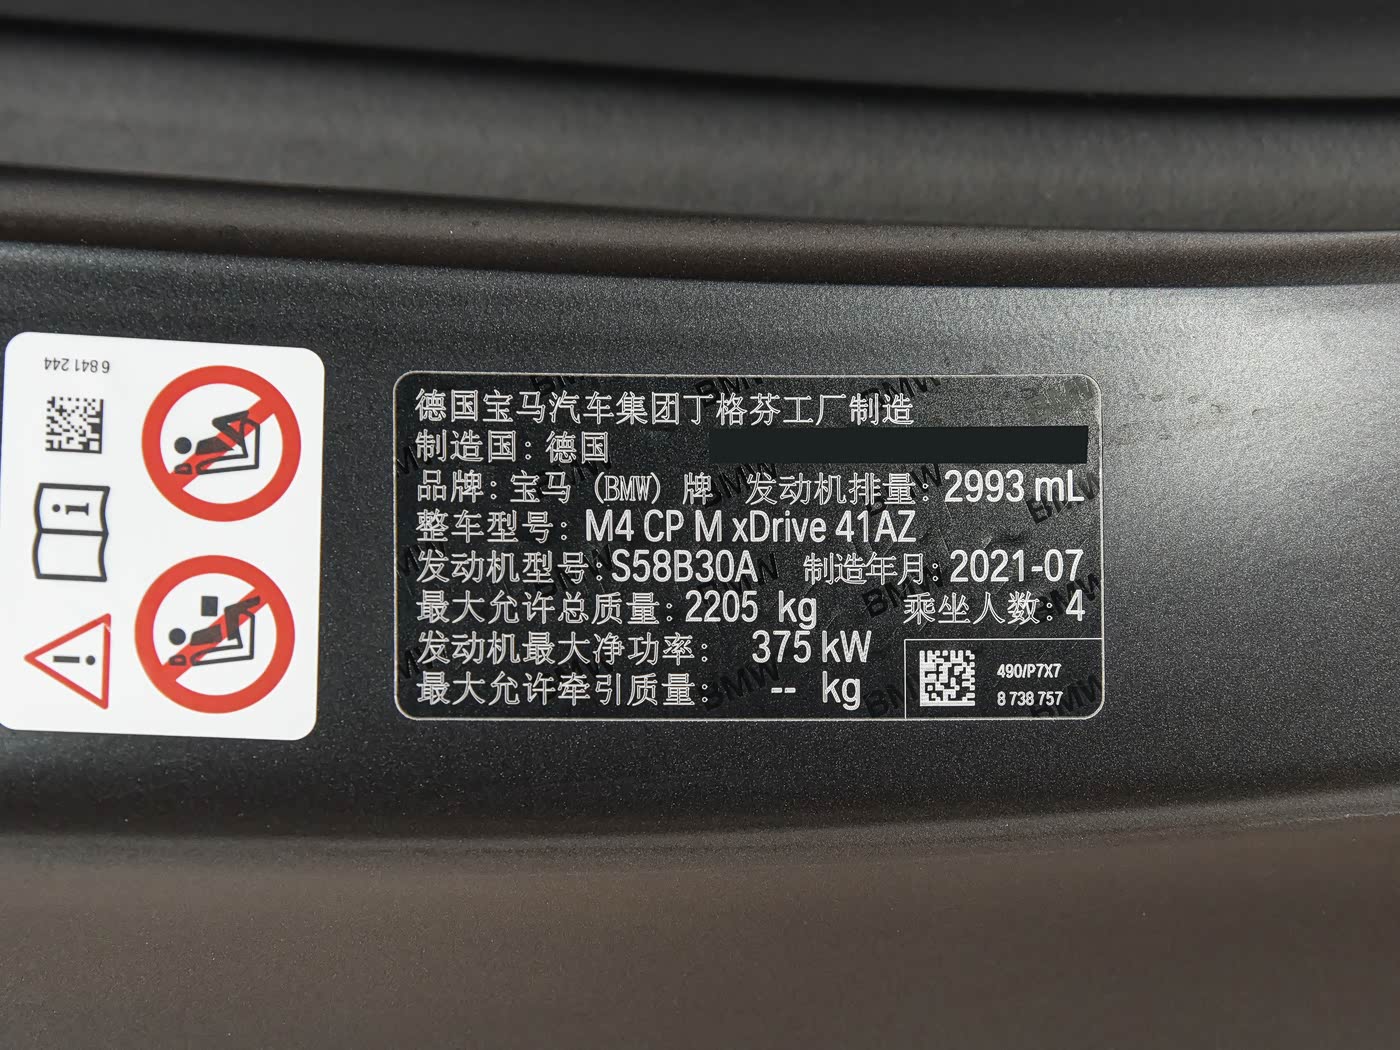 6 841 244
德国宝马汽车集团丁格芬工厂制造
制造国: 德国
品牌: 宝马 (BMW) 牌 发动机排量: 2993 mL
整车型号: M4 CP M xDrive 41AZ
发动机型号: S58B30A 制造年月: 2021-07
最大允许总质量: 2205 kg 乘坐人数: 4
发动机最大净功率: 375 kW
最大允许牵引质量: -- kg
490/P7X7
8 738 757